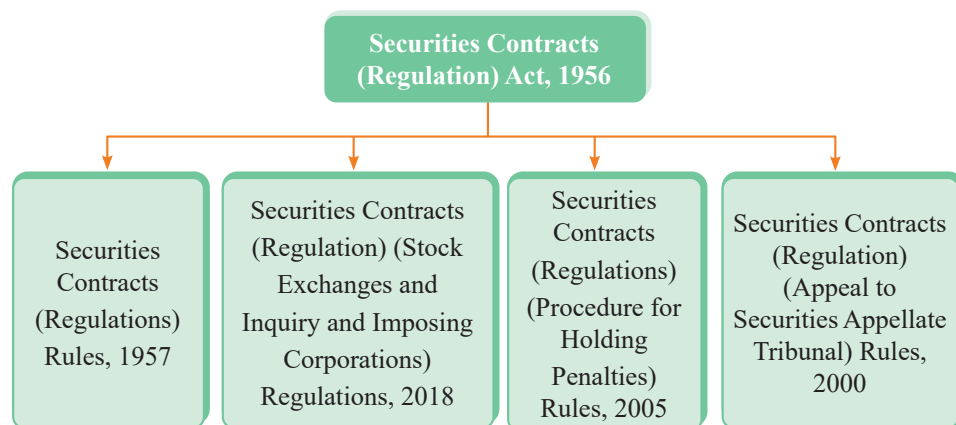 Securities Contracts
(Regulation) Act, 1956
Securities
Contracts
(Regulations)
Rules, 1957
Securities Contracts
(Regulation) (Stock
Exchanges and
Inquiry and Imposing
Corporations)
Regulations, 2018
Securities
Contracts
(Regulations)
(Procedure for
Holding
Penalties)
Rules, 2005
Securities Contracts
(Regulation)
(Appeal to
Securities Appellate
Tribunal) Rules,
2000